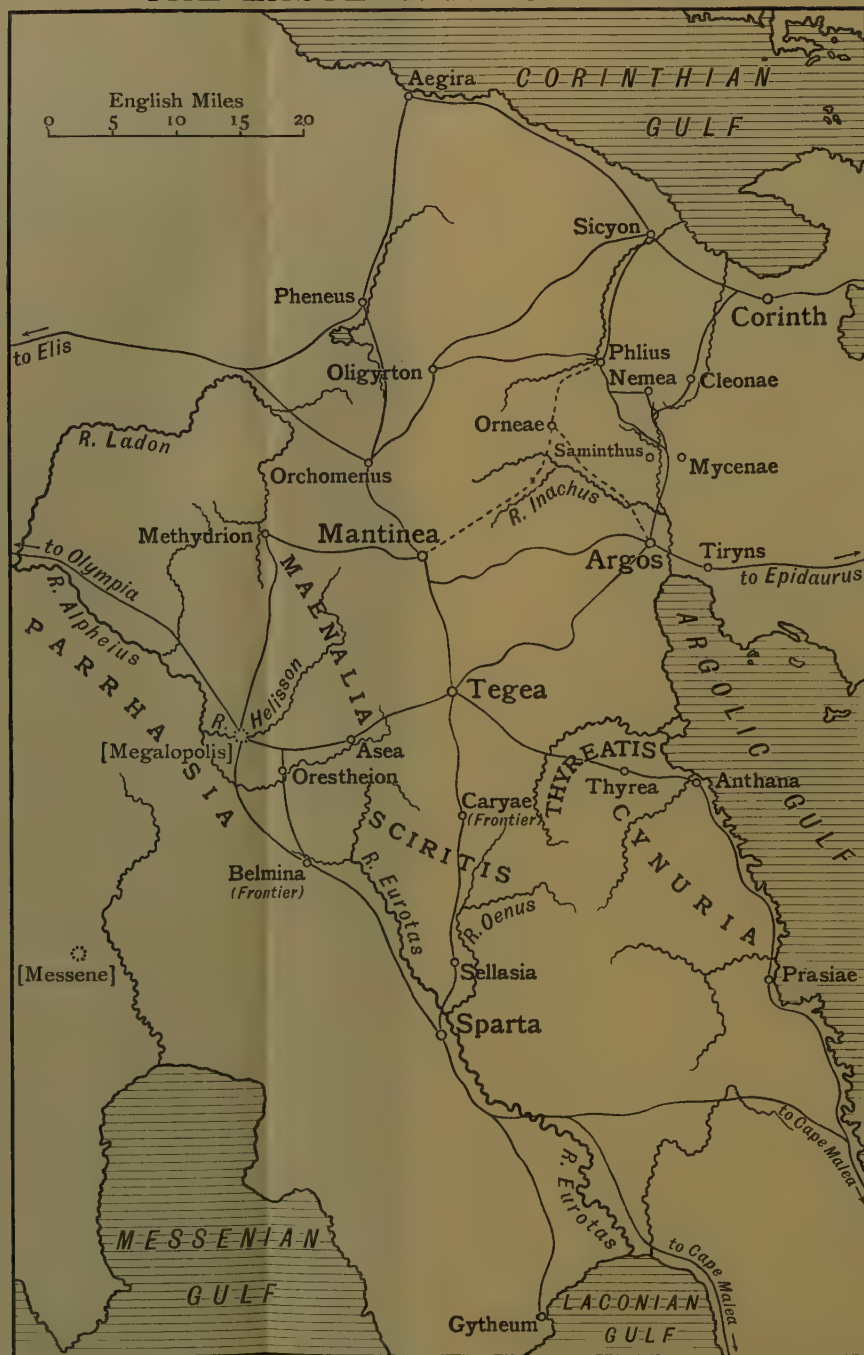 English Miles
0 5 10 15 20
Aegira
CORINTHIAN
GULF
Sicyon
Pheneus
Corinth
to Elis
Phlius
Oligyrton
Nemea
Cleonae
R. Ladon
Orneae
Saminthus
Mycenae
Orchomenus
R. Inachus
Methydrion
Mantinea
Argos
Tiryns
to Epidaurus
to Olympia
R. Alpheius
MAENALIA
PARRHASIA
ARGOLIC GULF
R. Helisson
Tegea
[Megalopolis]
Asea
Orestheion
THYREATIS
Thyrea
Anthana
Caryae
(Frontier)
SCIRITIS
CYNURIA
Belmina
(Frontier)
R. Eurotas
R. Oenus
[Messene]
Sellasia
Prasiae
Sparta
to Cape Malea
R. Eurotas
MESSENIAN
GULF
to Cape Malea
Gytheum
LACONIAN
GULF